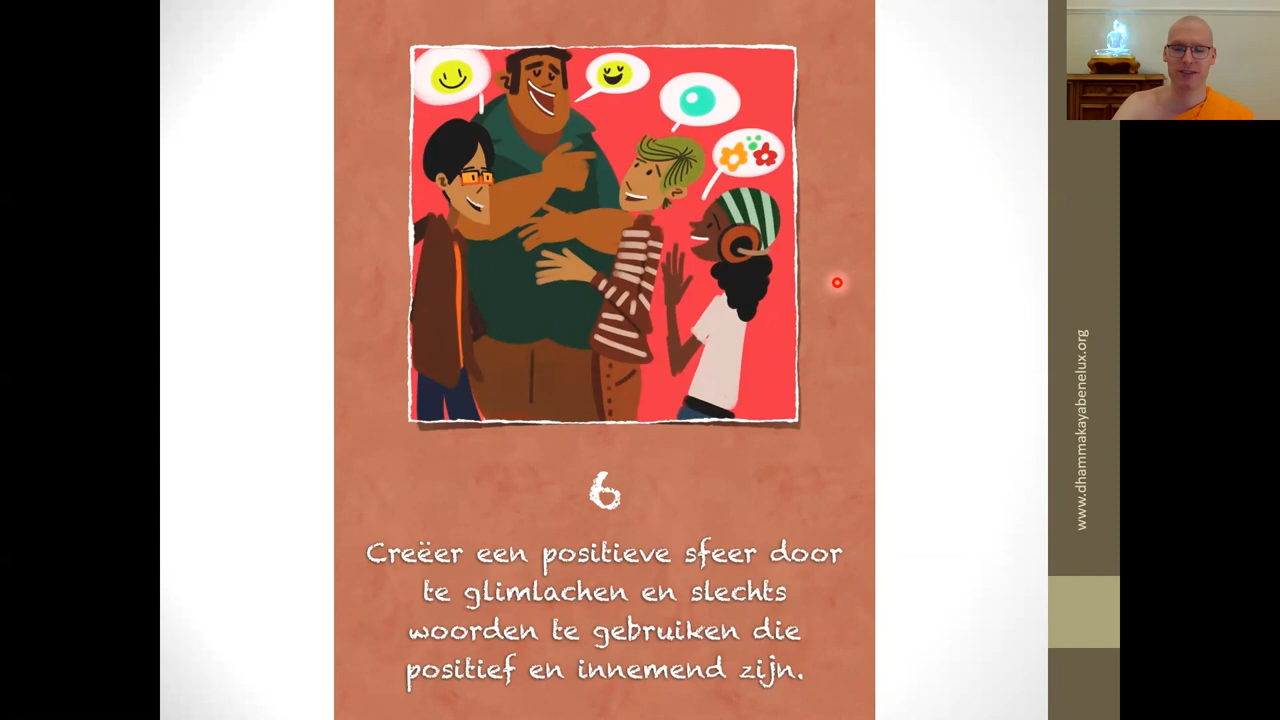 6
Creëer een positieve sfeer door
te glimlachen en slechts
woorden te gebruiken die
positief en innemend zijn.
www.dhammakayabenelux.org